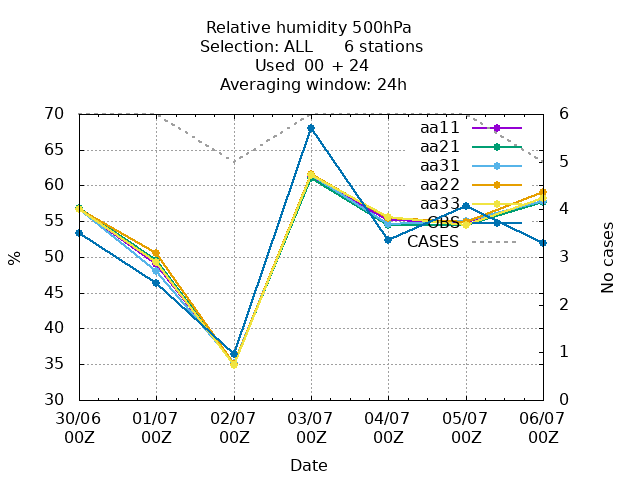 Relative humidity 500hPa
Selection: ALL 6 stations
Used 00 + 24
Averaging window: 24h
70
65
60
55
50
45
40
35
30
%
6
5
4
3
2
1
0
No cases
aa11
aa21
aa31
aa22
aa33
OBS
CASES
30/06 01/07 02/07 03/07 04/07 05/07 06/07
00Z 00Z 00Z 00Z 00Z 00Z 00Z
Date